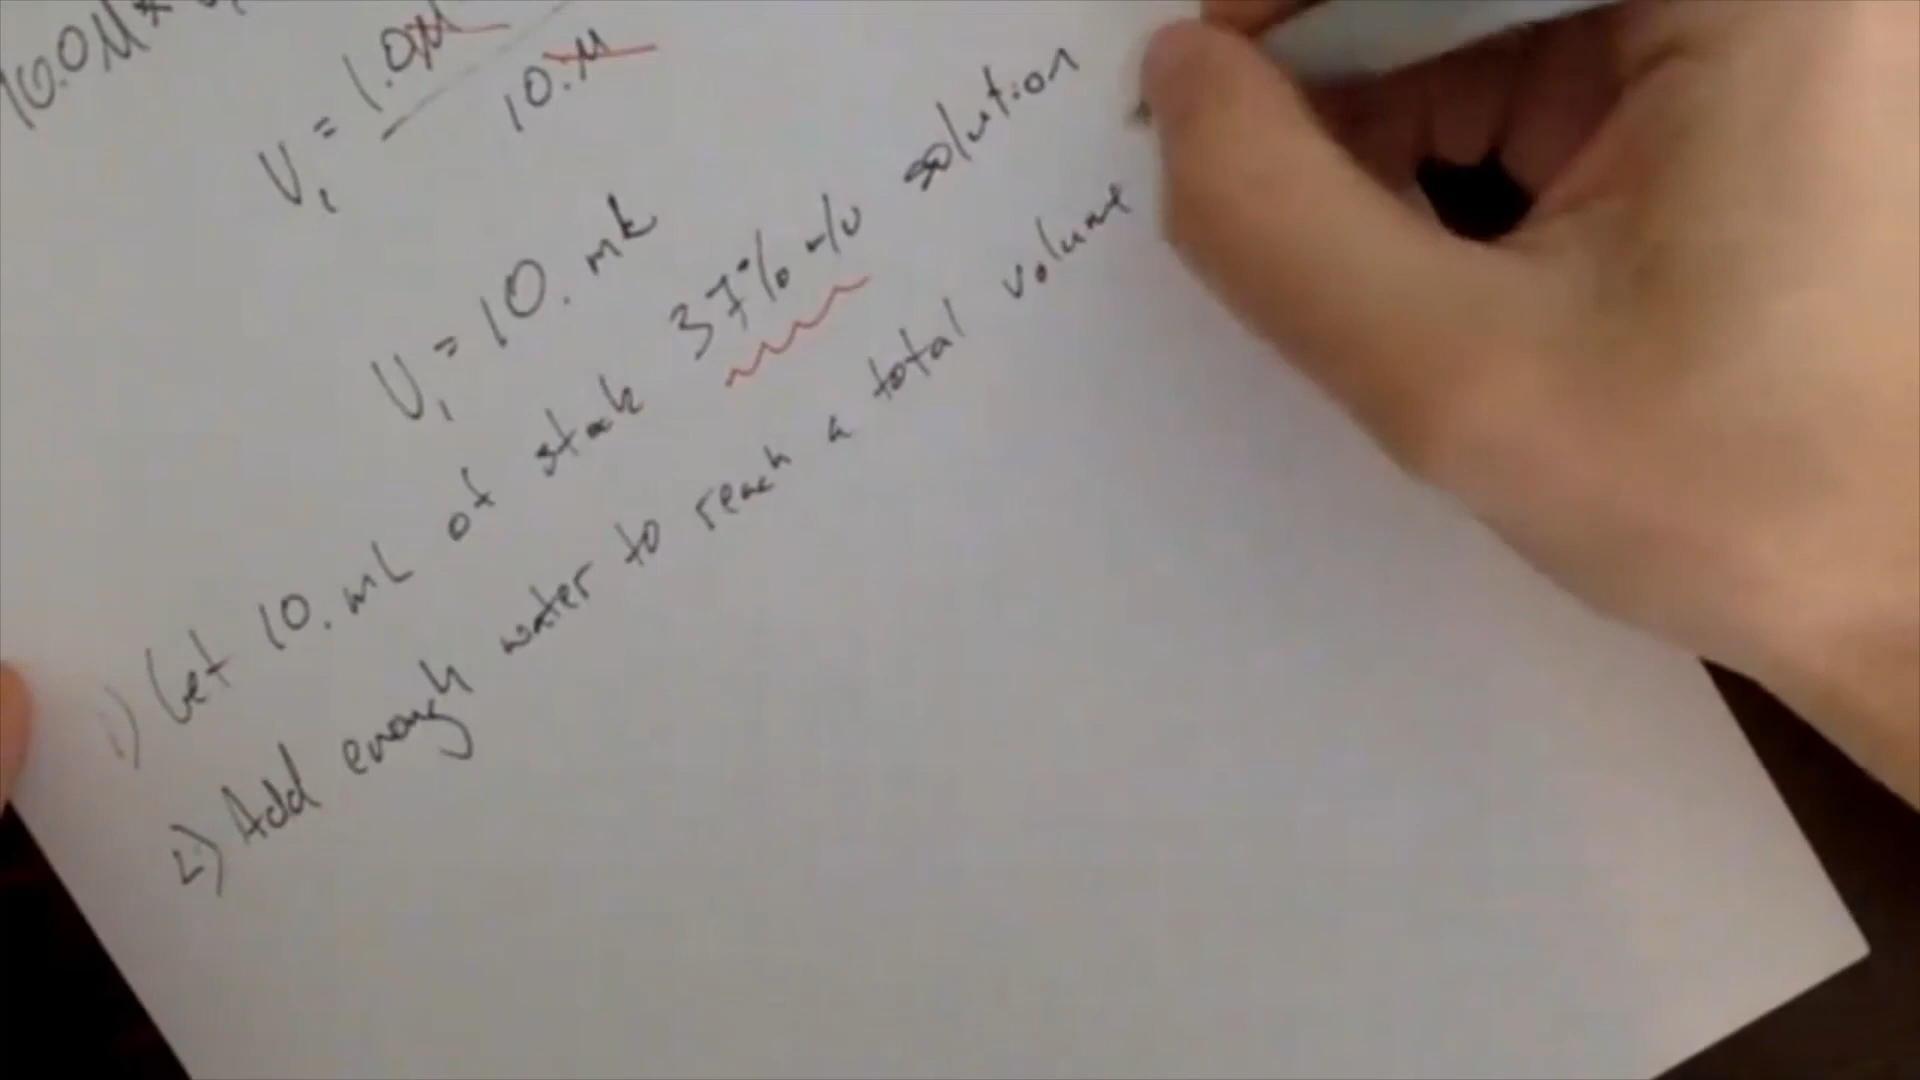 10.0M*
V₁ = 1.0M
10.M
V₁ = 10. mL
1) Get 10. mL of stock 37% v/v solution
2) Add enough water to reach a total volume